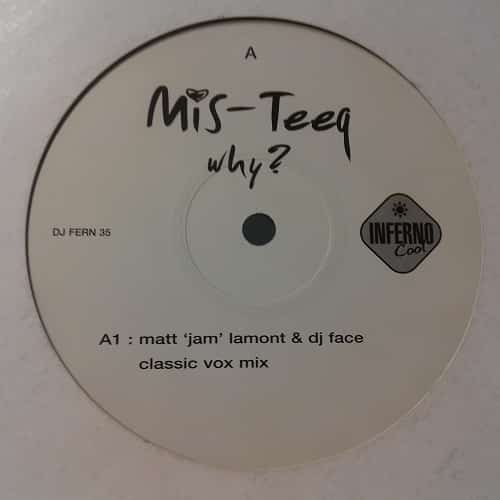 A
Mis-Teeq
why?
DJ FERN 35
INFERNO
Cool
A1 : matt 'jam' lamont & dj face
classic vox mix